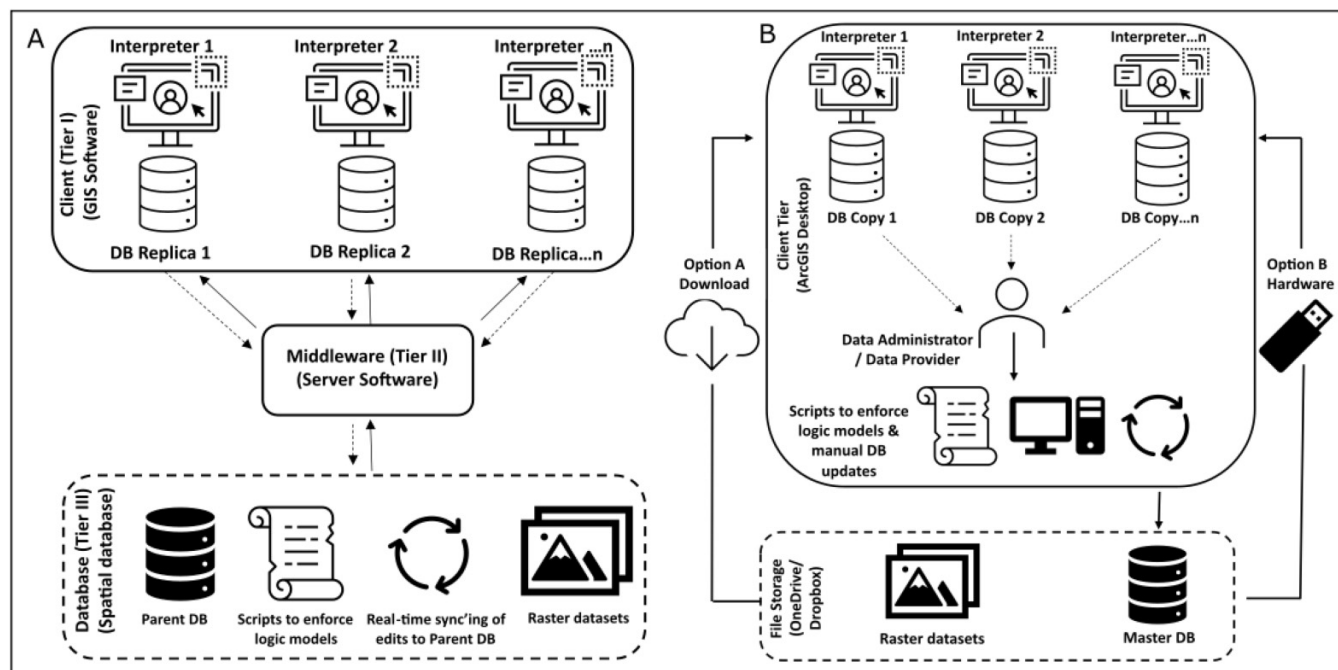 A
Interpreter 1
Interpreter 2
Interpreter ...n
Client (Tier I)
(GIS Software)
DB Replica 1
DB Replica 2
DB Replica...n
Middleware (Tier II)
(Server Software)
Database (Tier III)
(Spatial database)
Parent DB
Scripts to enforce
logic models
Real-time sync'ing of
edits to Parent DB
Raster datasets
B
Interpreter 1
Interpreter 2
Interpreter...n
Client Tier
(ArcGIS Desktop)
DB Copy 1
DB Copy 2
DB Copy...n
Option A
Download
Option B
Hardware
Data Administrator
/ Data Provider
Scripts to enforce
logic models &
manual DB
updates
File Storage
(OneDrive/
Dropbox)
Raster datasets
Master DB